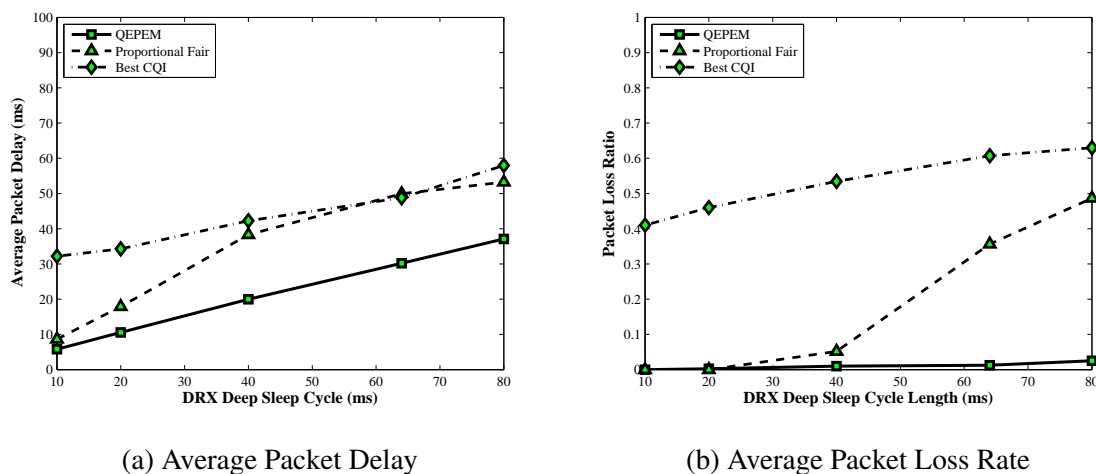 100
90
80
70
60
50
40
30
20
10
0
Average Packet Delay (ms)
QEPEM
Proportional Fair
Best CQI
10 20 30 40 50 60 70 80
DRX Deep Sleep Cycle (ms)
(a) Average Packet Delay
1
0.9
0.8
0.7
0.6
0.5
0.4
0.3
0.2
0.1
0
Packet Loss Ratio
QEPEM
Proportional Fair
Best CQI
10 20 30 40 50 60 70 80
DRX Deep Sleep Cycle Length (ms)
(b) Average Packet Loss Rate